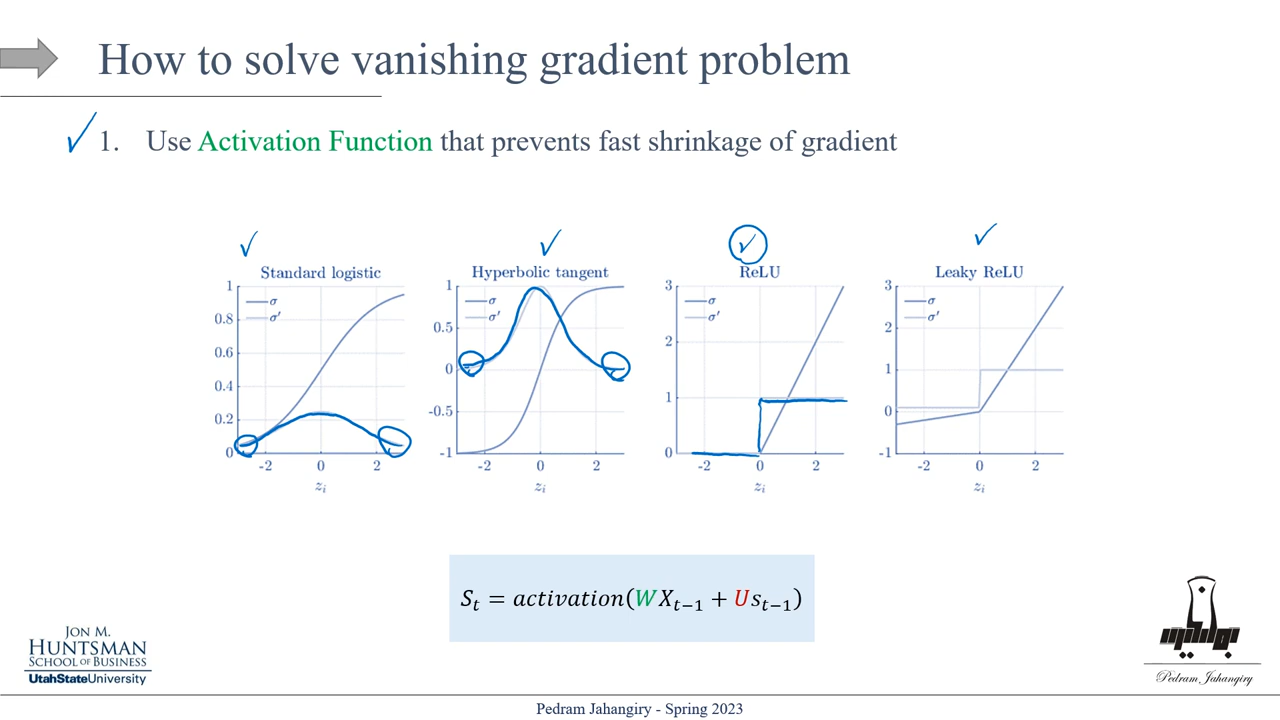 How to solve vanishing gradient problem
1. Use Activation Function that prevents fast shrinkage of gradient
Standard logistic
1
0.8
0.6
0.4
0.2
0
-2 0 2
σ
σ′
zᵢ
Hyperbolic tangent
1
0.5
0
-0.5
-1
-2 0 2
σ
σ′
zᵢ
ReLU
3
2
1
0
-2 0 2
σ
σ′
zᵢ
Leaky ReLU
3
2
1
0
-1
-2 0 2
σ
σ′
zᵢ
Sₜ = activation(WXₜ₋₁ + Usₜ₋₁)
JON M.
HUNTSMAN
SCHOOL OF BUSINESS
UtahStateUniversity
Pedram Jahangiry
Pedram Jahangiry - Spring 2023